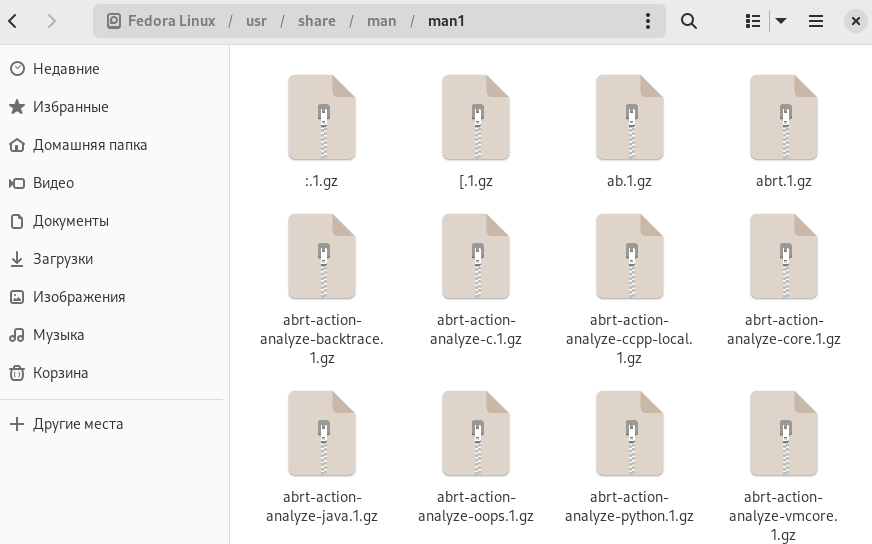 Fedora Linux / usr / share / man / man1
Недавние
Избранные
Домашняя папка
Видео
Документы
Загрузки
Изображения
Музыка
Корзина
Другие места
:.1.gz
[.1.gz
ab.1.gz
abrt.1.gz
abrt-action-
analyze-backtrace.
1.gz
abrt-action-
analyze-c.1.gz
abrt-action-
analyze-ccpp-local.
1.gz
abrt-action-
analyze-core.1.gz
abrt-action-
analyze-java.1.gz
abrt-action-
analyze-oops.1.gz
abrt-action-
analyze-python.1.gz
abrt-action-
analyze-vmcore.
1.gz